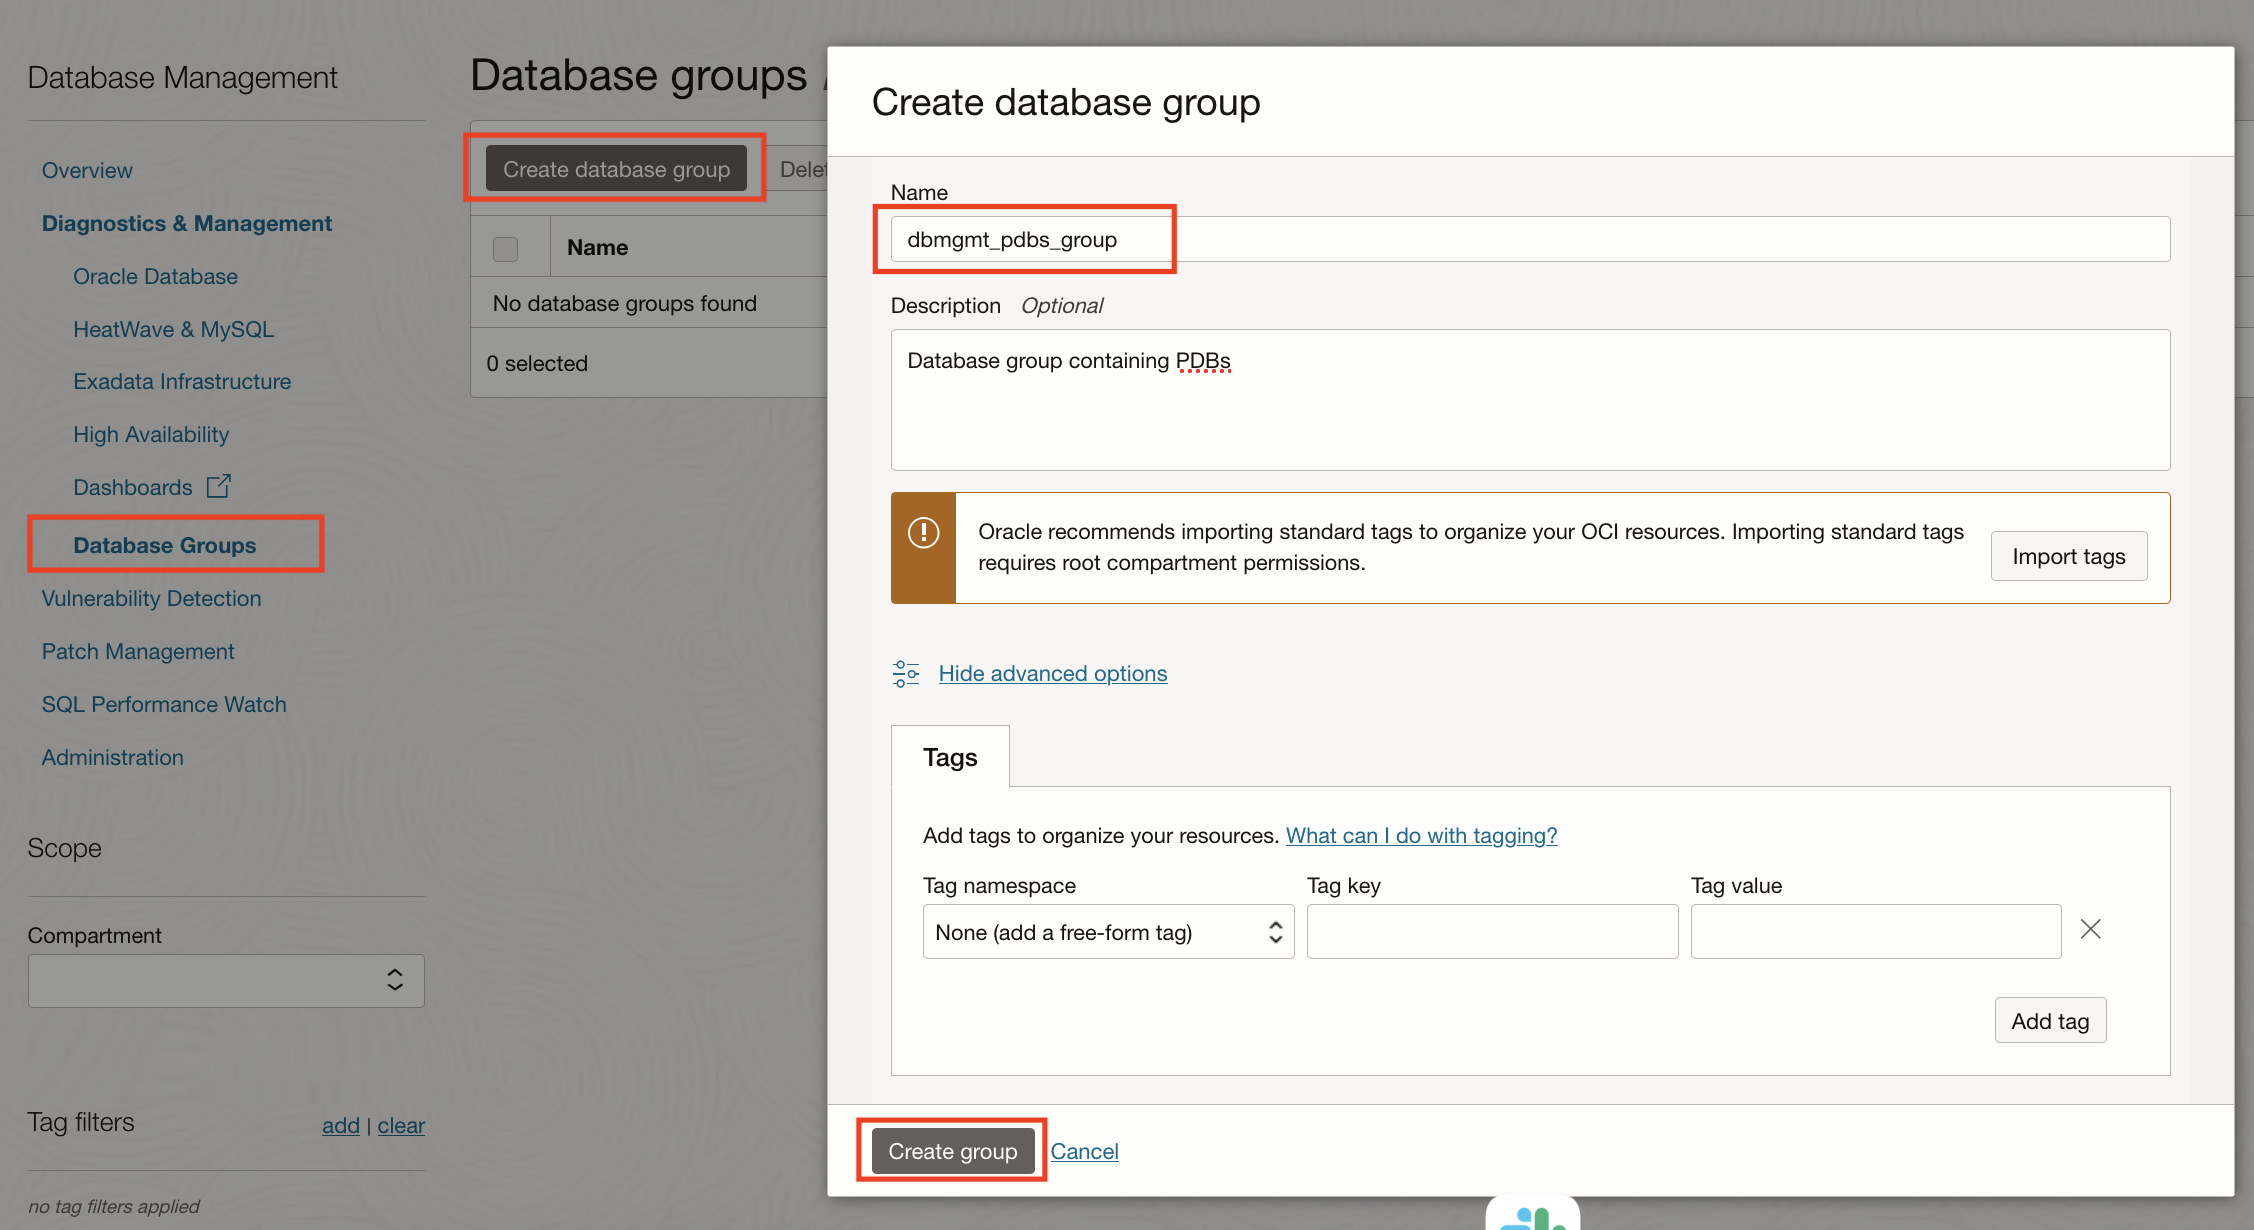 Database Management
Overview
Diagnostics & Management
Oracle Database
HeatWave & MySQL
Exadata Infrastructure
High Availability
Dashboards
Database Groups
Vulnerability Detection
Patch Management
SQL Performance Watch
Administration
Scope
Compartment
Tag filters add | clear
no tag filters applied
Database groups
Create database group
Name
No database groups found
0 selected
Create database group
Name
dbmgmt_pdbs_group
Description Optional
Database group containing PDBs
Oracle recommends importing standard tags to organize your OCI resources. Importing standard tags
requires root compartment permissions.
Import tags
Hide advanced options
Tags
Add tags to organize your resources. What can I do with tagging?
Tag namespace Tag key Tag value
None (add a free-form tag)
Add tag
Create group Cancel